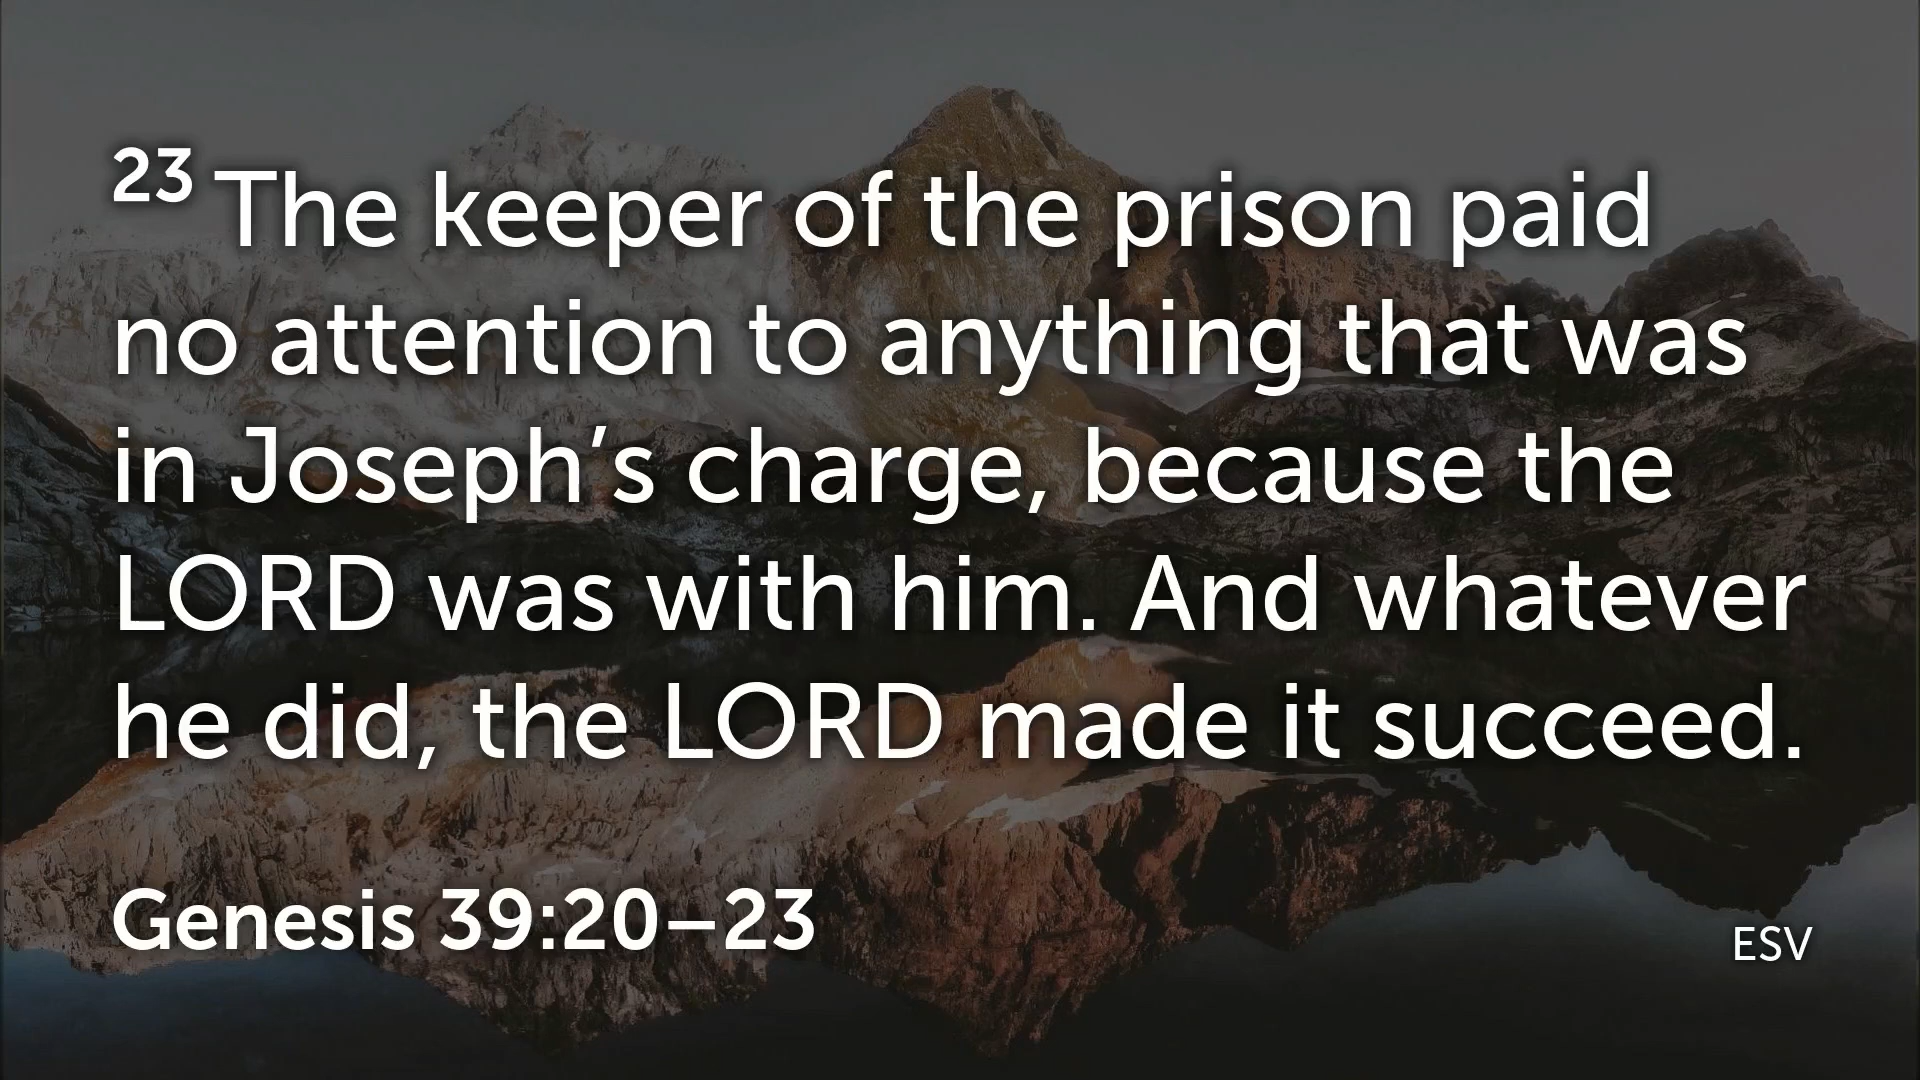 23 The keeper of the prison paid
no attention to anything that was
in Joseph’s charge, because the
LORD was with him. And whatever
he did, the LORD made it succeed.
Genesis 39:20–23
ESV